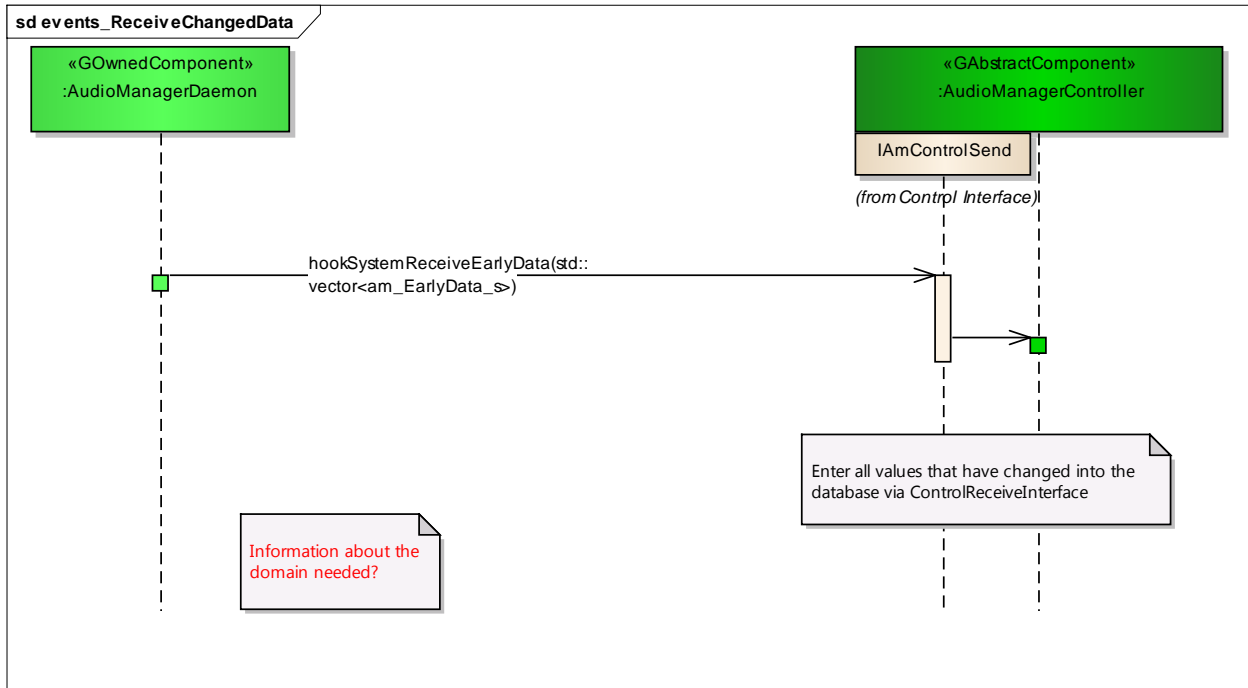 sd events_ReceiveChangedData
«GOwnedComponent»
:AudioManagerDaemon
«GAbstractComponent»
:AudioManagerController
IAmControlSend
(from Control Interface)
hookSystemReceiveEarlyData(std::
vector<am_EarlyData_s>)
Enter all values that have changed into the
database via ControlReceiveInterface
Information about the
domain needed?